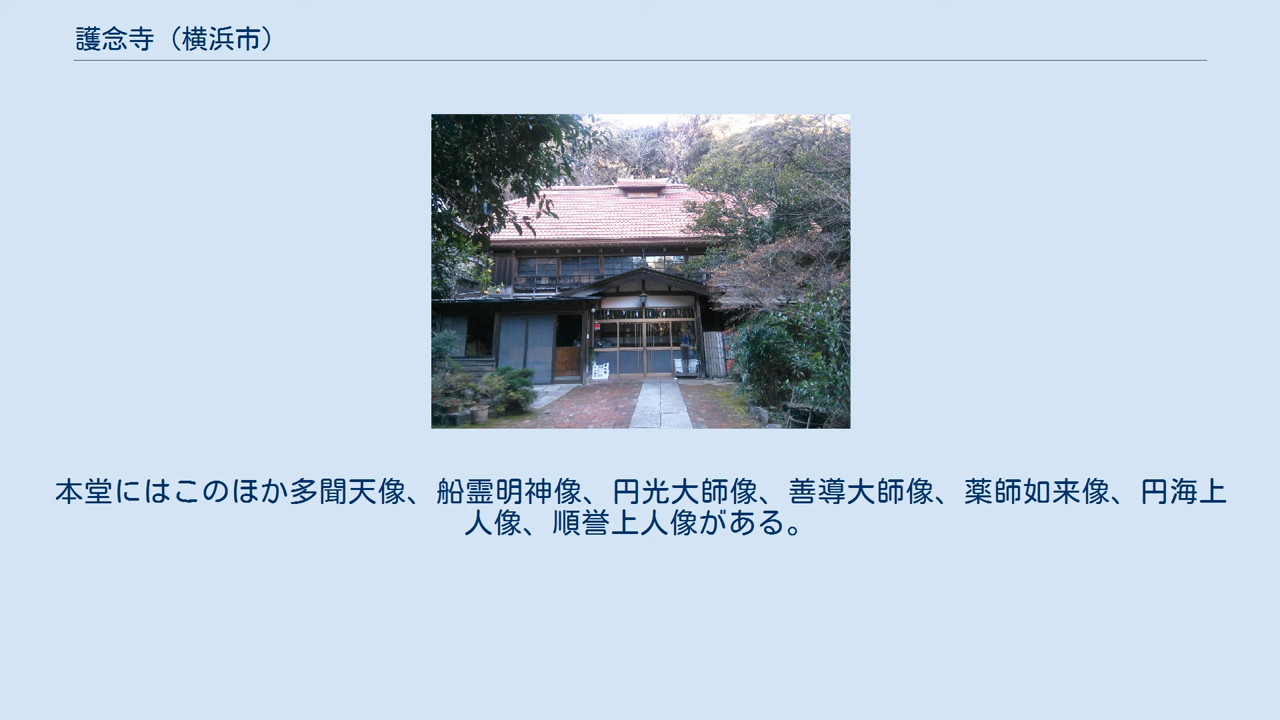 護念寺（横浜市）
本堂にはこのほか多聞天像、船霊明神像、円光大師像、善導大師像、薬師如来像、円海上
人像、順誉上人像がある。